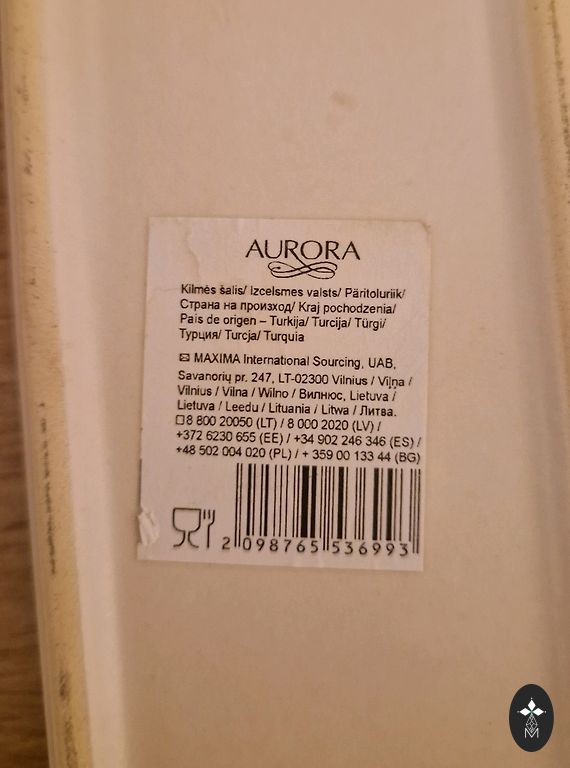 AURORA
Kilmės šalis/ Izcelsmes valsts/ Päritoluriik/
Страна на произход/ Kraj pochodzenia/
Pais de origen – Turkija/ Turcija/ Türgi/
Турция/ Turcja/ Turquia
MAXIMA International Sourcing, UAB,
Savanorių pr. 247, LT-02300 Vilnius / Viļņa /
Vilnius / Vilna / Wilno / Вилнюс, Lietuva /
Lietuva / Leedu / Lituania / Litwa / Литва.
8 800 20050 (LT) / 8 000 2020 (LV) /
+372 6230 655 (EE) / +34 902 246 346 (ES) /
+48 502 004 020 (PL) / + 359 00 133 44 (BG)
2 098765 536993
M